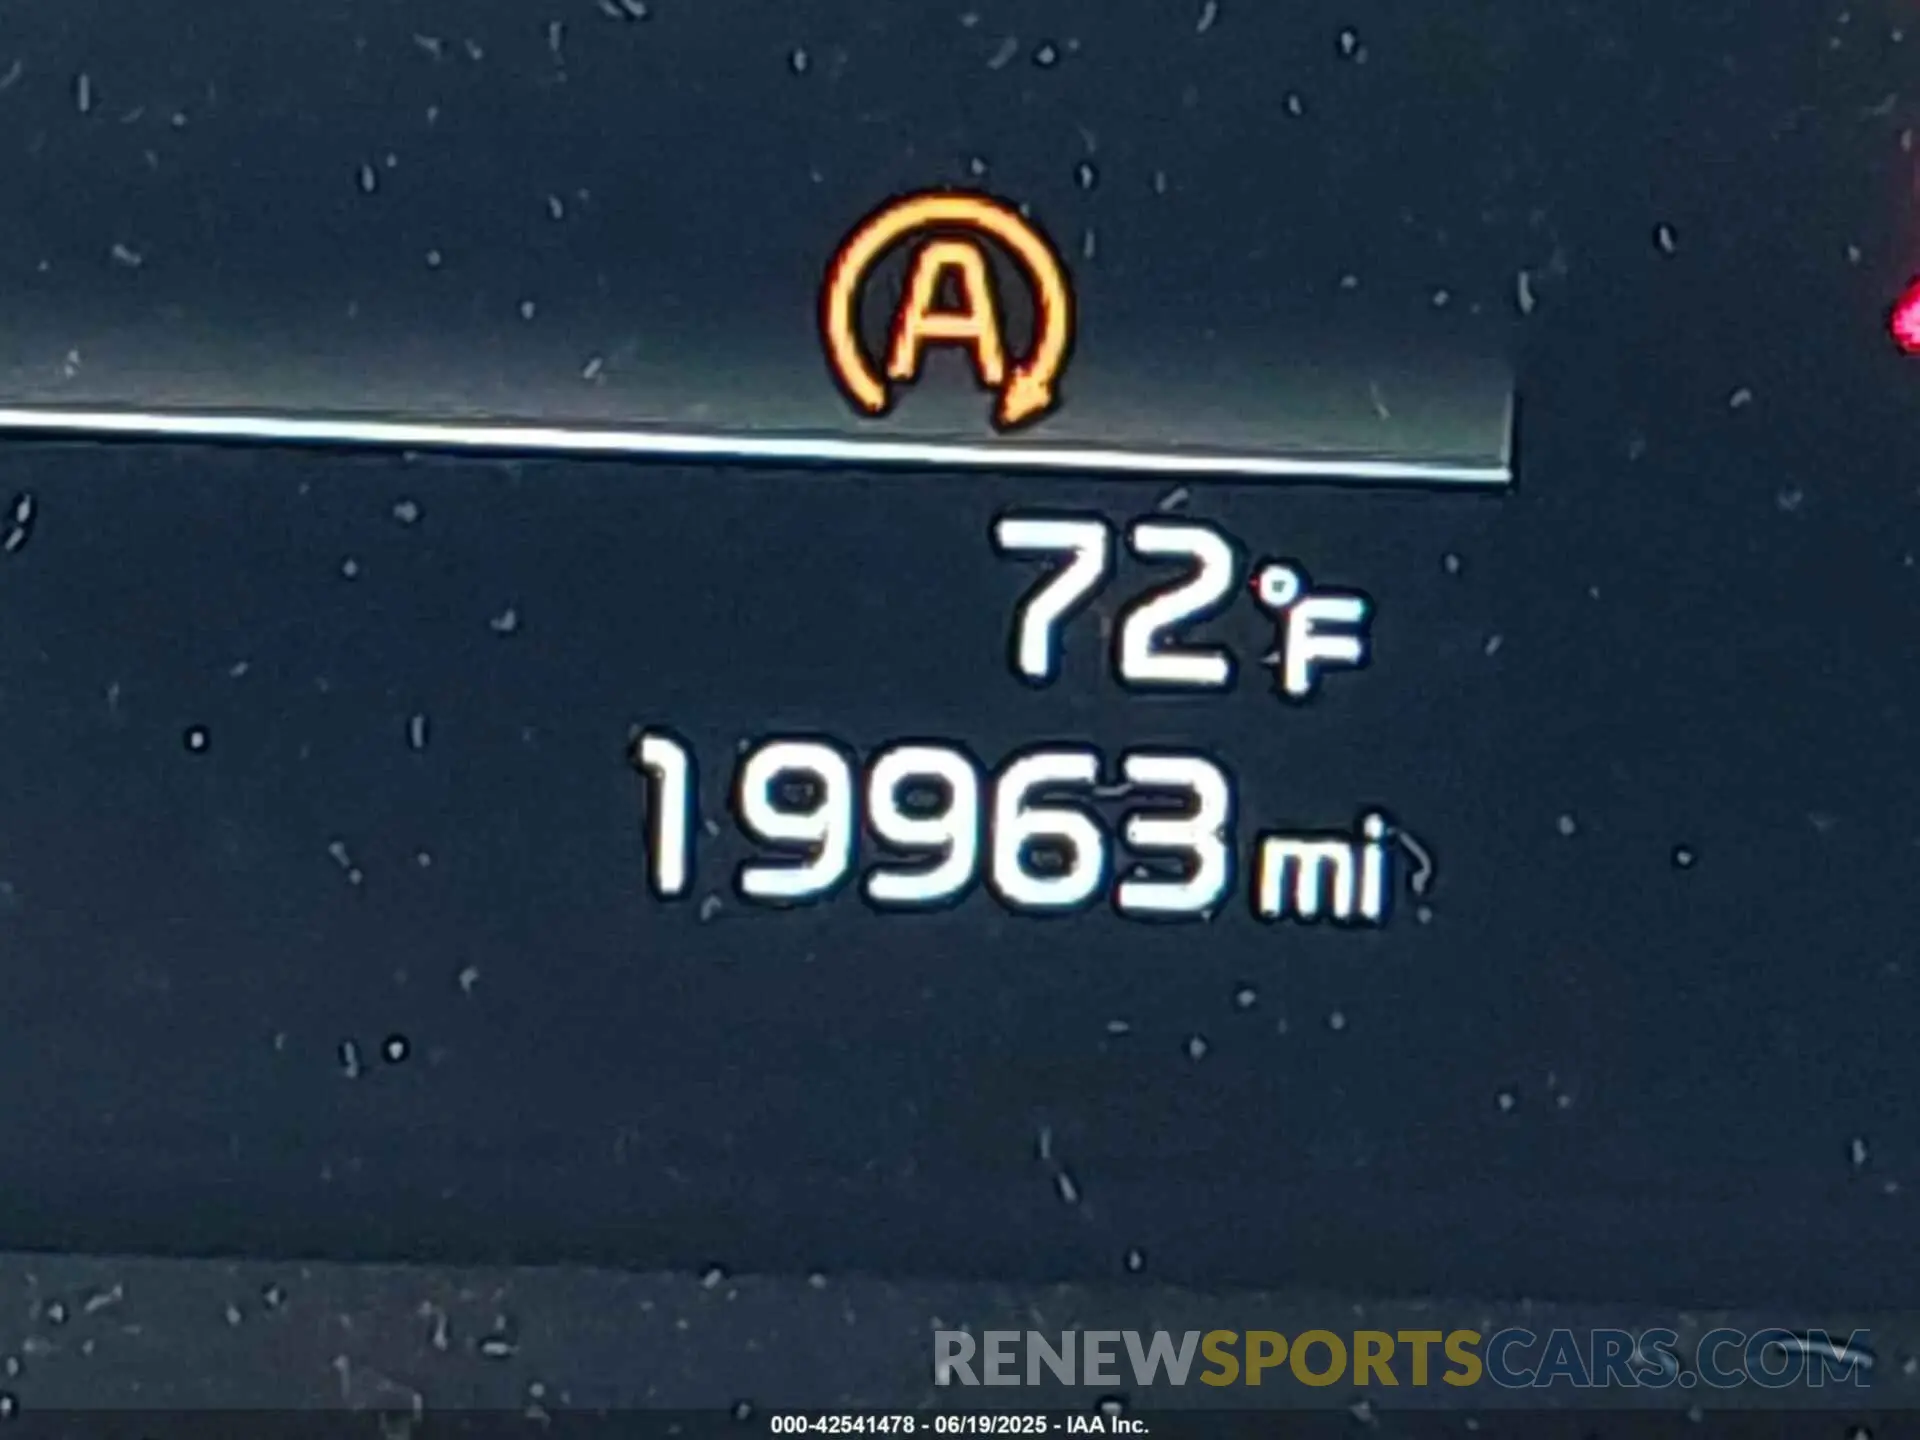 A
72°F
19963 mi
RENEWSPORTSCARS.COM
000-42541478 - 06/19/2025 - IAA Inc.